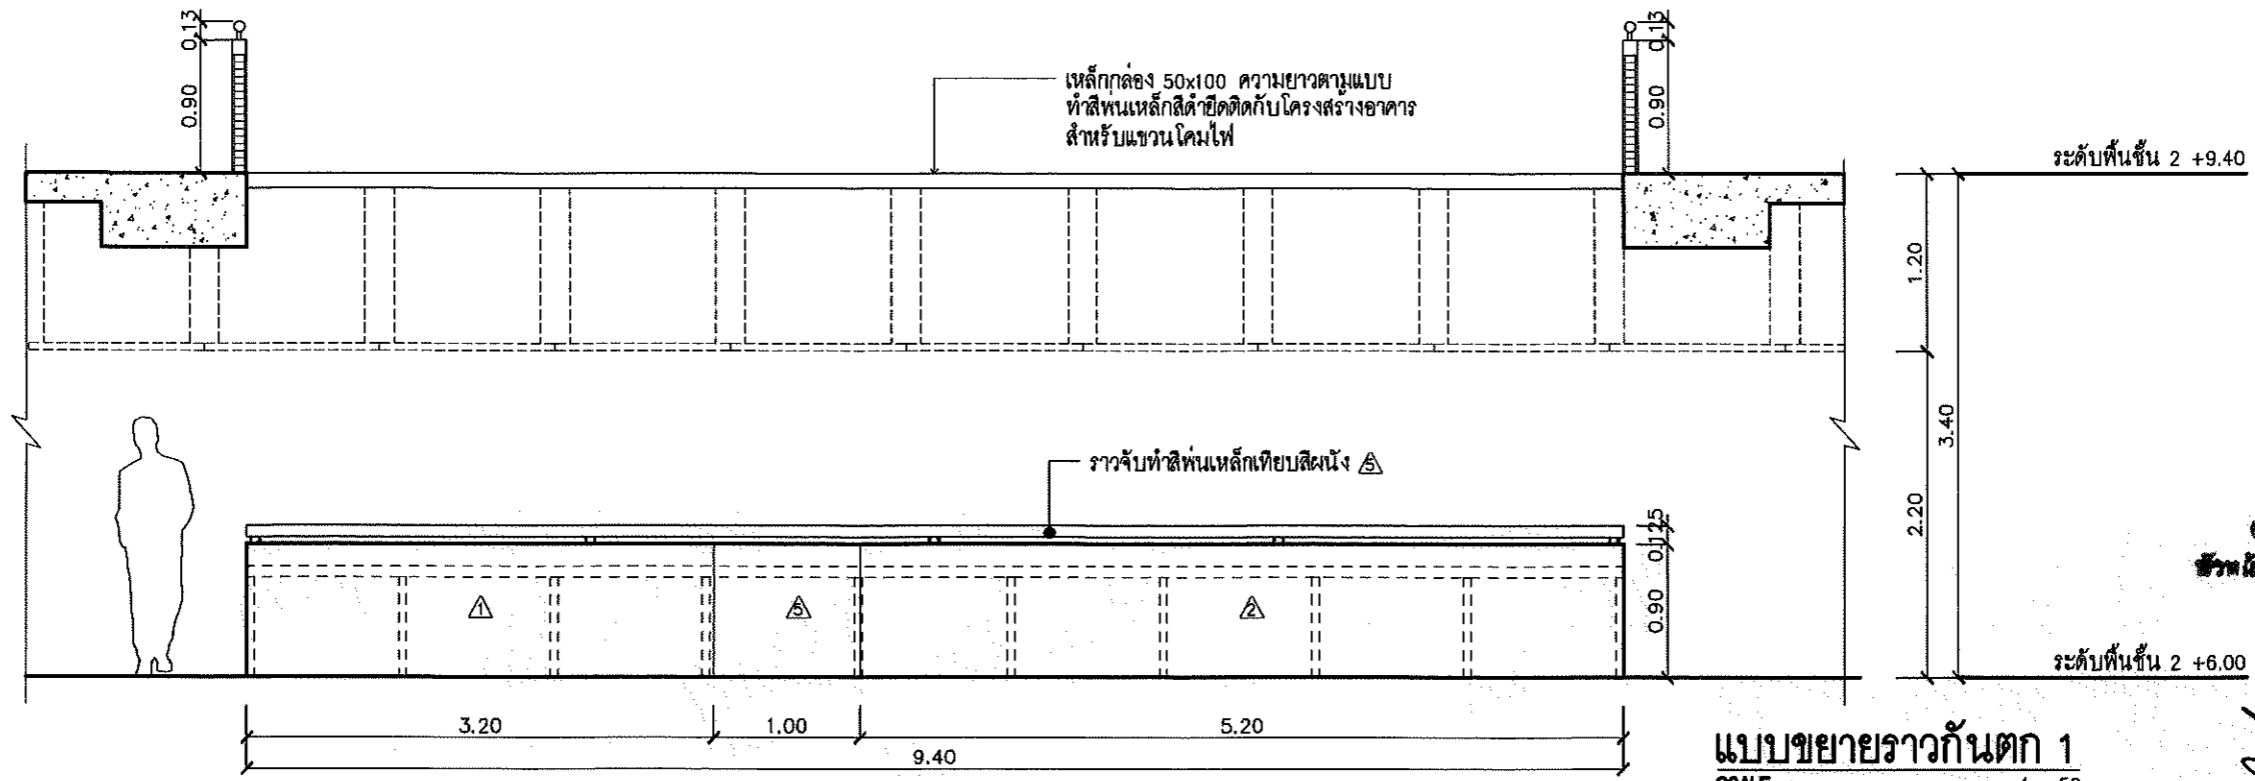 0.13
0.90
เหล็กกล่อง 50x100 ความยาวตามแบบ
ทำสีพ่นเหล็กสีดำยึดติดกับโครงสร้างอาคาร
สำหรับแขวนโคมไฟ
0.13
0.90
ระดับพื้นชั้น 2 +9.40
1.20
3.40
2.20
ราวจับทำสีพ่นเหล็กเทียบสีผนัง 5
0.125
0.90
1
5
2
ระดับพื้นชั้น 2 +6.00
3.20
1.00
5.20
9.40
แบบขยายราวกันตก 1